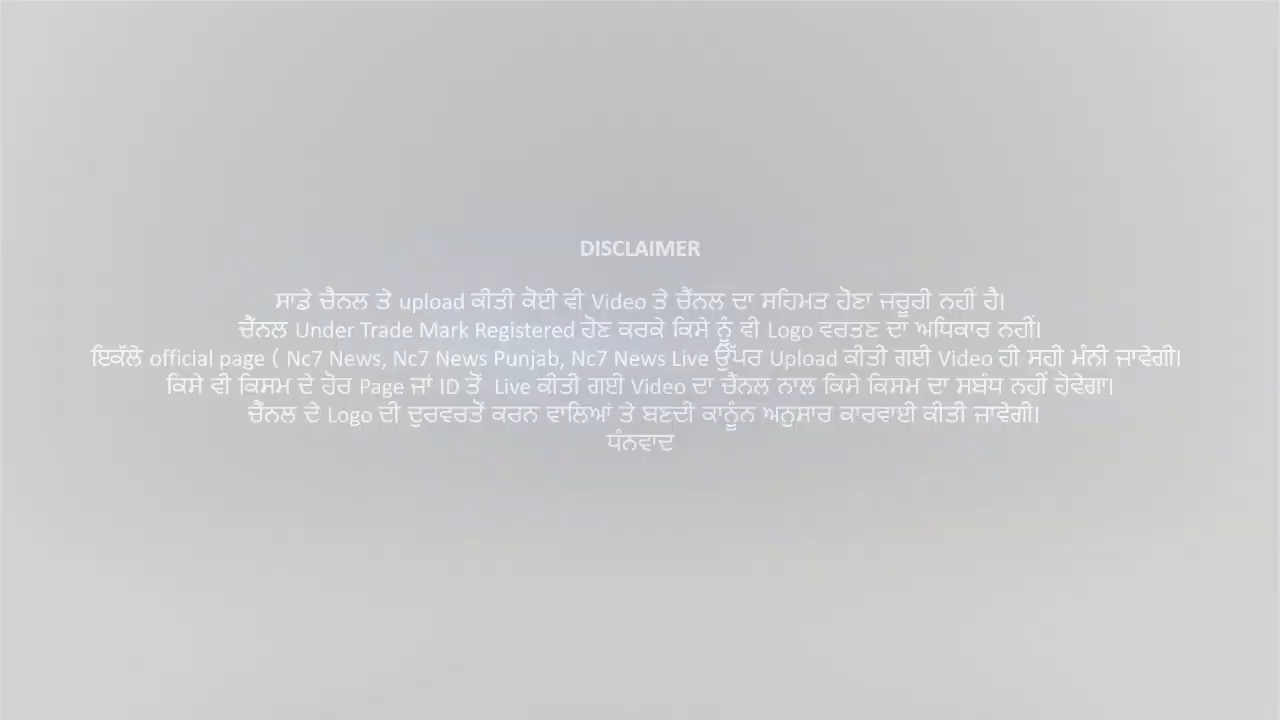 DISCLAIMER
ਸਾਡੇ ਚੈਨਲ ਤੇ upload ਕੀਤੀ ਕੋਈ ਵੀ Video ਤੇ ਚੈੱਨਲ ਦਾ ਸਹਿਮਤ ਹੋਣਾ ਜਰੂਰੀ ਨਹੀਂ ਹੈ।
ਚੈੱਨਲ Under Trade Mark Registered ਹੋਣ ਕਰਕੇ ਕਿਸੇ ਨੂੰ ਵੀ Logo ਵਰਤਣ ਦਾ ਅਧਿਕਾਰ ਨਹੀਂ।
ਇਕੱਲੇ official page ( Nc7 News, Nc7 News Punjab, Nc7 News Live ਉੱਪਰ Upload ਕੀਤੀ ਗਈ Video ਹੀ ਸਹੀ ਮੰਨੀ ਜਾਵੇਗੀ।
ਕਿਸੇ ਵੀ ਕਿਸਮ ਦੇ ਹੋਰ Page ਜਾਂ ID ਤੋਂ Live ਕੀਤੀ ਗਈ Video ਦਾ ਚੈੱਨਲ ਨਾਲ ਕਿਸੇ ਕਿਸਮ ਦਾ ਸਬੰਧ ਨਹੀਂ ਹੋਵੇਗਾ।
ਚੈੱਨਲ ਦੇ Logo ਦੀ ਦੁਰਵਰਤੋਂ ਕਰਨ ਵਾਲਿਆਂ ਤੇ ਬਣਦੀ ਕਾਨੂੰਨ ਅਨੁਸਾਰ ਕਾਰਵਾਈ ਕੀਤੀ ਜਾਵੇਗੀ।
ਧੰਨਵਾਦ